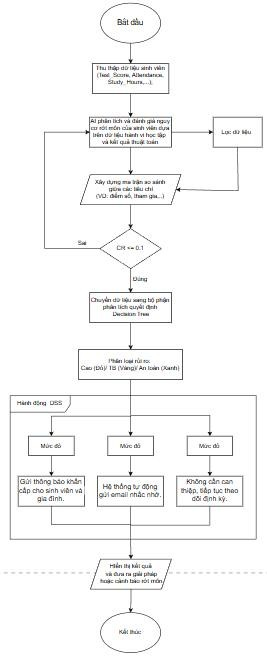 Bắt đầu
Thu thập dữ liệu sinh viên
(Test_Score, Attendance,
Study_Hours,...),
AI phân tích và đánh giá nguy
cơ rớt môn của sinh viên dựa
trên dữ liệu hành vi học tập
và kết quả thuật toán
Lọc dữ liệu
Xây dựng ma trận so sánh
giữa các tiêu chí
(VD: điểm số, tham gia,..)
Sai
CR <= 0.1
Đúng
Chuyển dữ liệu sang bộ phận
phân tích quyết định
Decision Tree
Phân loại rủi ro:
Cao (Đỏ)/ TB (Vàng)/ An toàn (Xanh)
Hành động DSS
Mức đỏ
Mức đỏ
Mức đỏ
Gửi thông báo khẩn
cấp cho sinh viên và
gia đình.
Hệ thống tự động
gửi email nhắc nhở.
Không cần can
thiệp, tiếp tục theo
dõi định kỳ.
Hiển thị kết quả
và đưa ra giải pháp
hoặc cảnh báo rớt môn
Kết thúc